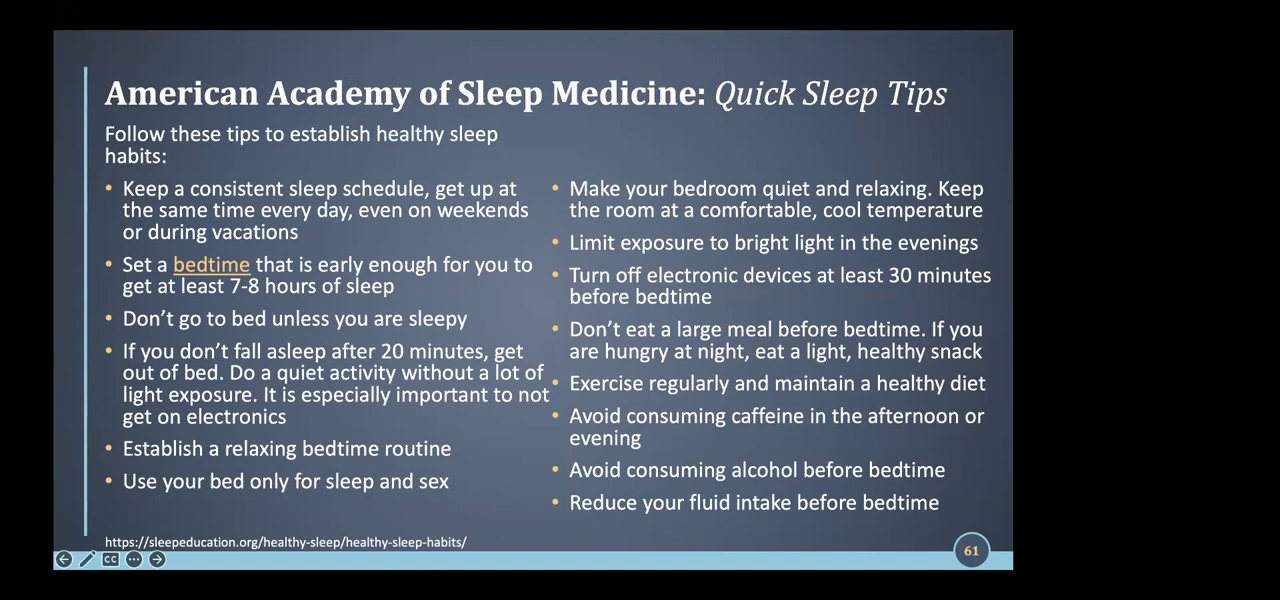 American Academy of Sleep Medicine: Quick Sleep Tips
Follow these tips to establish healthy sleep
habits:
• Keep a consistent sleep schedule, get up at
the same time every day, even on weekends
or during vacations
• Set a bedtime that is early enough for you to
get at least 7-8 hours of sleep
• Don’t go to bed unless you are sleepy
• If you don’t fall asleep after 20 minutes, get
out of bed. Do a quiet activity without a lot of
light exposure. It is especially important to not
get on electronics
• Establish a relaxing bedtime routine
• Use your bed only for sleep and sex
• Make your bedroom quiet and relaxing. Keep
the room at a comfortable, cool temperature
• Limit exposure to bright light in the evenings
• Turn off electronic devices at least 30 minutes
before bedtime
• Don’t eat a large meal before bedtime. If you
are hungry at night, eat a light, healthy snack
• Exercise regularly and maintain a healthy diet
• Avoid consuming caffeine in the afternoon or
evening
• Avoid consuming alcohol before bedtime
• Reduce your fluid intake before bedtime
https://sleepeducation.org/healthy-sleep/healthy-sleep-habits/
CC
61